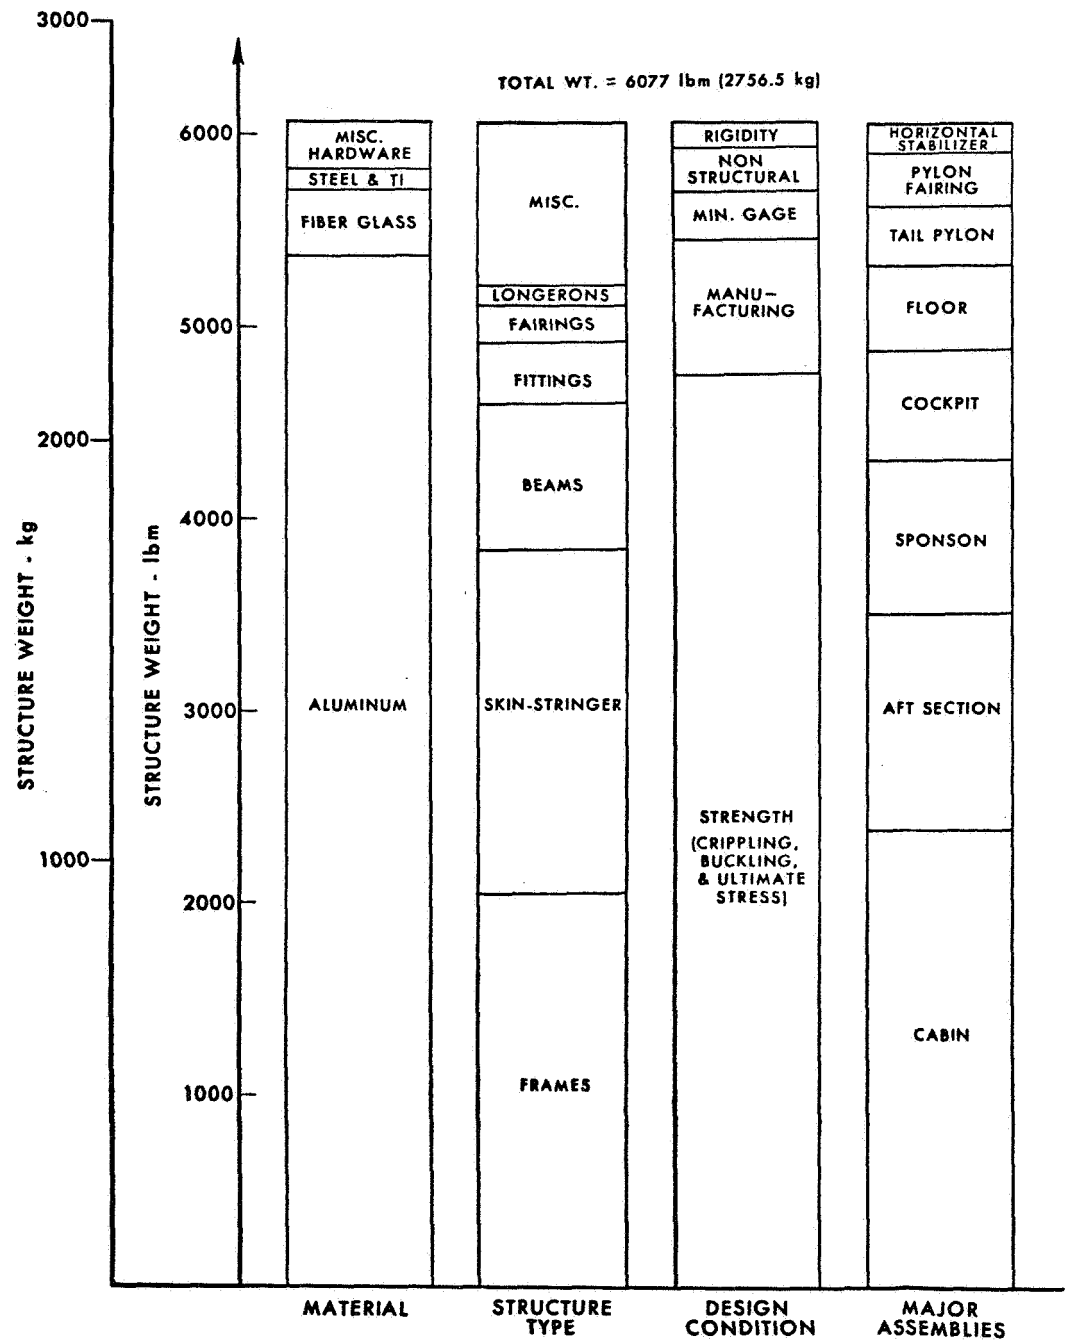 3000
TOTAL WT. = 6077 lbm (2756.5 kg)
6000
5000
2000
4000
3000
1000
2000
1000
STRUCTURE WEIGHT - kg
STRUCTURE WEIGHT - lbm
MISC.
HARDWARE
STEEL & TI
FIBER GLASS
ALUMINUM
MATERIAL
MISC.
LONGERONS
FAIRINGS
FITTINGS
BEAMS
SKIN-STRINGER
FRAMES
STRUCTURE
TYPE
RIGIDITY
NON
STRUCTURAL
MIN. GAGE
MANU-
FACTURING
STRENGTH
(CRIPPLING,
BUCKLING,
& ULTIMATE
STRESS)
DESIGN
CONDITION
HORIZONTAL
STABILIZER
PYLON
FAIRING
TAIL PYLON
FLOOR
COCKPIT
SPONSON
AFT SECTION
CABIN
MAJOR
ASSEMBLIES